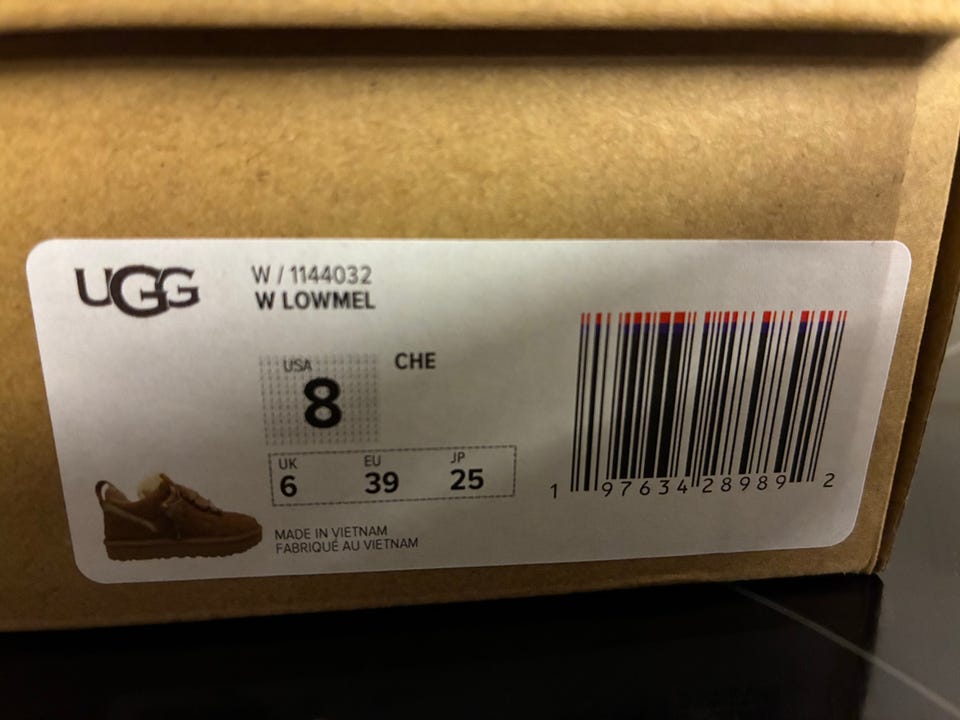 UGG
W / 1144032
W LOWMEL
USA
8
CHE
UK EU JP
6 39 25
MADE IN VIETNAM
FABRIQUÉ AU VIETNAM
1 97634 28989 2